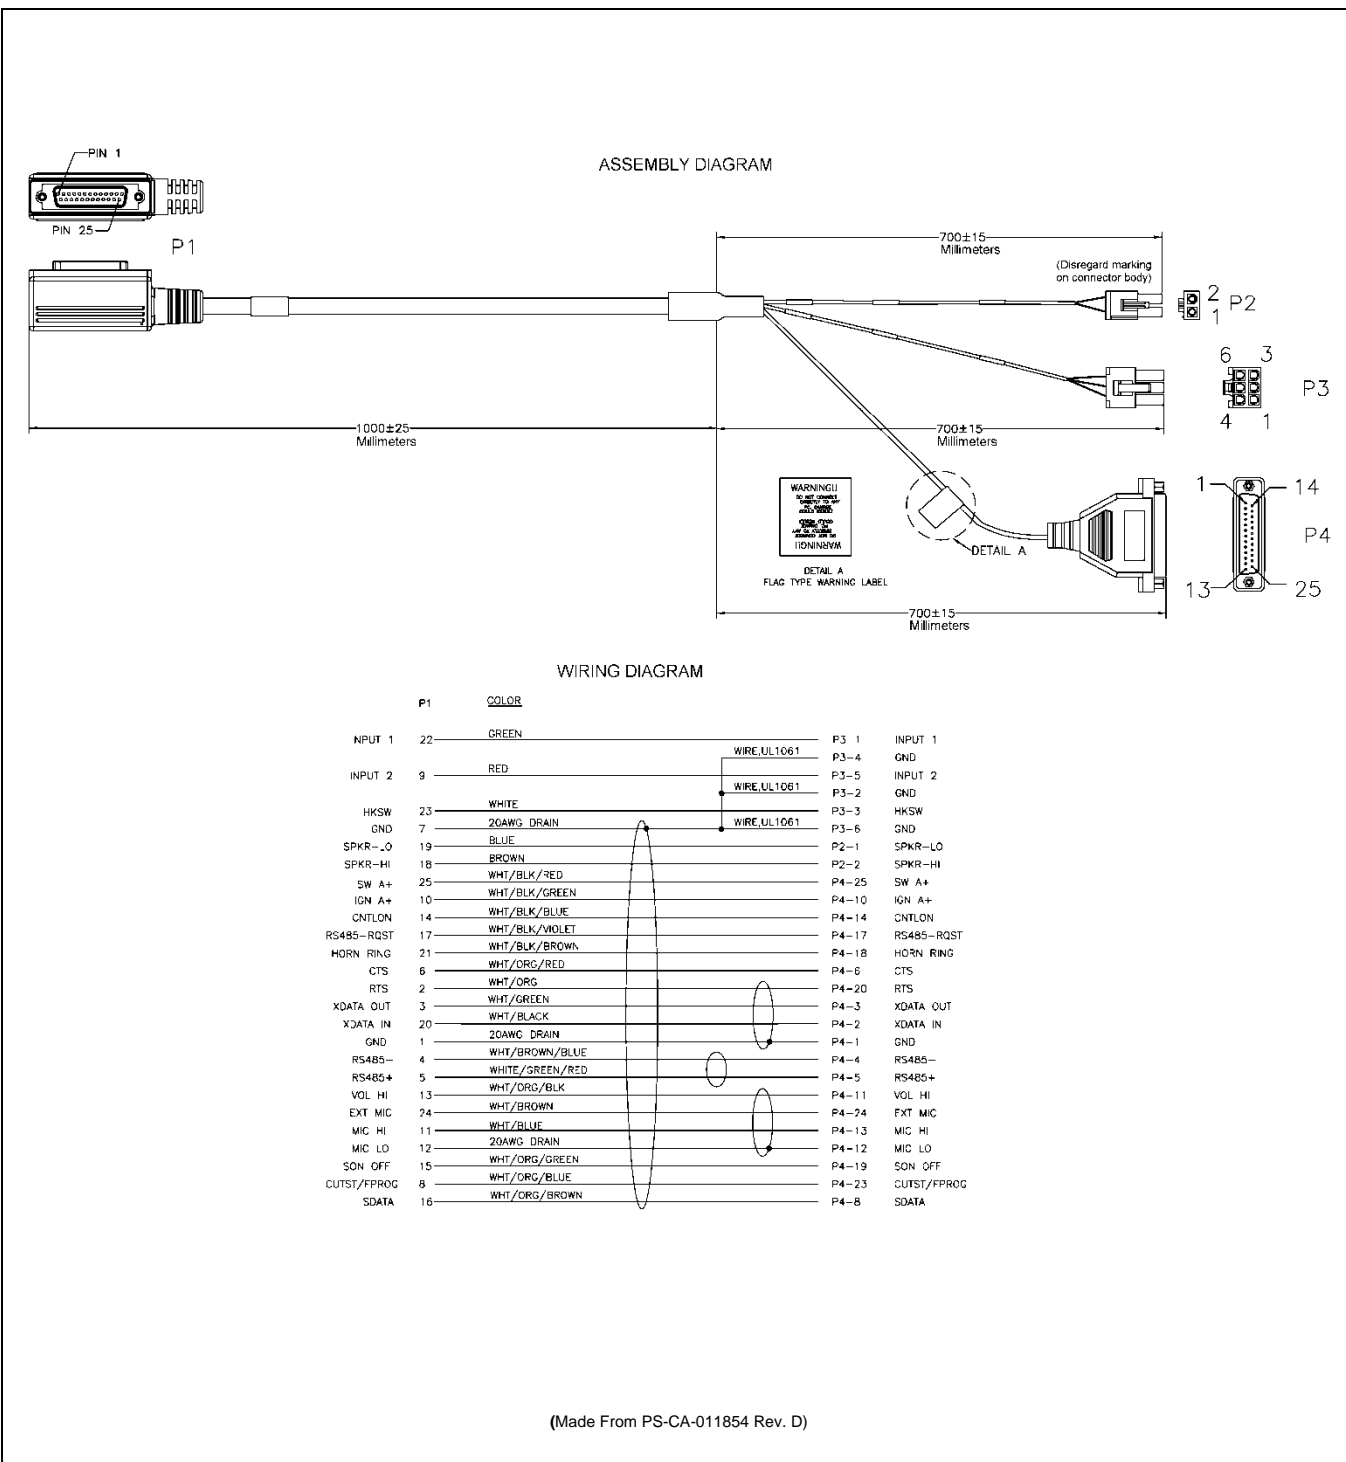 PIN 1
ASSEMBLY DIAGRAM
PIN 25
P1
700±15
Millimeters
(Disregard marking
on connector body)
2
1
P2
6 3
P3
4 1
1000±25
Millimeters
700±15
Millimeters
WARNING!!
DO NOT CONNECT
DIRECTLY TO ANY
WARNING!!
DETAIL A
DETAIL A
FLAG TYPE WARNING LABEL
1 14
P4
13 25
700±15
Millimeters
WIRING DIAGRAM
P1 COLOR
NPUT 1 22 GREEN P3 1 INPUT 1
WIRE,UL1061 P3-4 GND
INPUT 2 9 RED P3-5 INPUT 2
WIRE,UL1061 P3-2 GND
HKSW 23 WHITE P3-3 HKSW
GND 7 20AWG DRAIN WIRE,UL1061 P3-6 GND
SPKR-LO 19 BLUE P2-1 SPKR-LO
SPKR-HI 18 BROWN P2-2 SPKR-HI
SW A+ 25 WHT/BLK/RED P4-25 SW A+
IGN A+ 10 WHT/BLK/GREEN P4-10 IGN A+
CNTLON 14 WHT/BLK/BLUE P4-14 CNTLON
RS485-RQST 17 WHT/BLK/VIOLET P4-17 RS485-RQST
HORN RING 21 WHT/BLK/BROWN P4-18 HORN RING
CTS 6 WHT/ORG/RED P4-6 CTS
RTS 2 WHT/ORG P4-20 RTS
XDATA OUT 3 WHT/GREEN P4-3 XDATA OUT
XDATA IN 20 WHT/BLACK P4-2 XDATA IN
GND 1 20AWG DRAIN P4-1 GND
RS485- 4 WHT/BROWN/BLUE P4-4 RS485-
RS485+ 5 WHITE/GREEN/RED P4-5 RS485+
VOL HI 13 WHT/ORG/BLK P4-11 VOL HI
EXT MIC 24 WHT/BROWN P4-24 EXT MIC
MIC HI 11 WHT/BLUE P4-13 MIC HI
MIC LO 12 20AWG DRAIN P4-12 MIC LO
SON OFF 15 WHT/ORG/GREEN P4-19 SON OFF
CUTST/FPROG 8 WHT/ORG/BLUE P4-23 CUTST/FPROG
SDATA 16 WHT/ORG/BROWN P4-8 SDATA
(Made From PS-CA-011854 Rev. D)